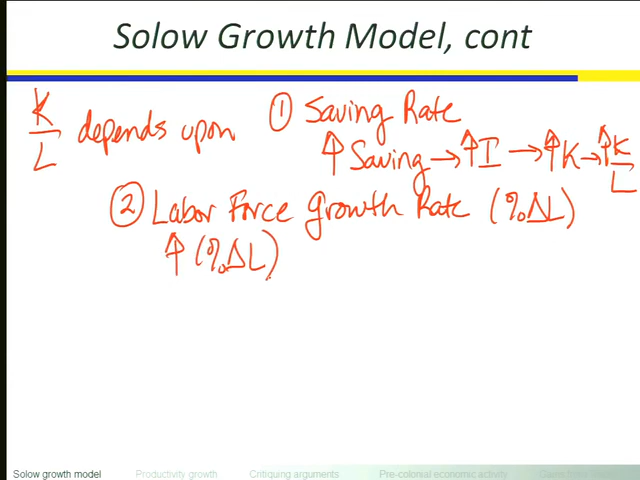 Solow Growth Model, cont
K/L depends upon ① Saving Rate
↑ Saving → ↑ I → ↑ K → ↑ K/L
② Labor Force Growth Rate (%ΔL)
↑ (%ΔL)
Solow growth model Productivity growth Critiquing arguments Pre-colonial economic activity